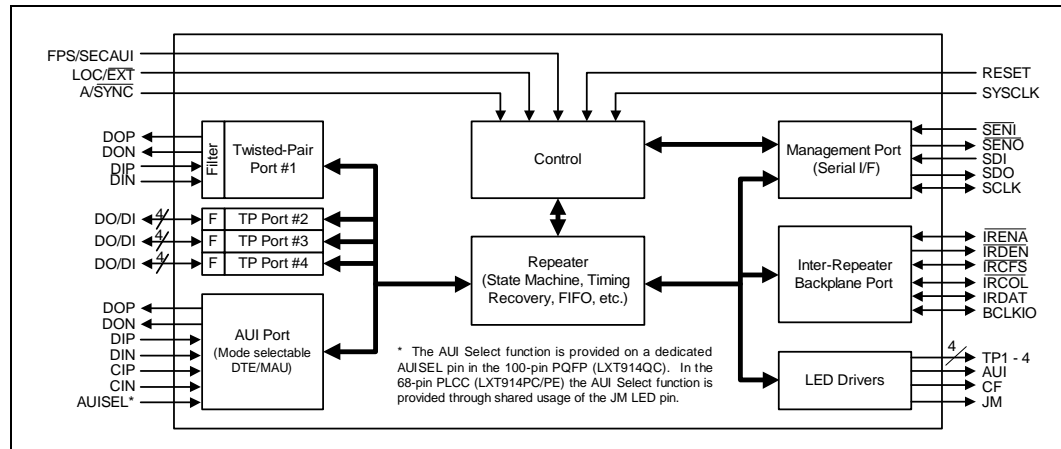 FPS/SECAUI
LOC/EXT
A/SYNC
RESET
SYSCLK
DOP
DON
DIP
DIN
Filter
Twisted-Pair
Port #1
Control
Management Port
(Serial I/F)
SENI
SENO
SDI
SDO
SCLK
DO/DI
4
F
TP Port #2
DO/DI
4
F
TP Port #3
DO/DI
4
F
TP Port #4
Repeater
(State Machine, Timing
Recovery, FIFO, etc.)
Inter-Repeater
Backplane Port
IRENA
IRDEN
IRCFS
IRCOL
IRDAT
BCLKIO
DOP
DON
DIP
DIN
CIP
CIN
AUISEL*
AUI Port
(Mode selectable
DTE/MAU)
* The AUI Select function is provided on a dedicated
AUISEL pin in the 100-pin PQFP (LXT914QC). In the
68-pin PLCC (LXT914PC/PE) the AUI Select function is
provided through shared usage of the JM LED pin.
LED Drivers
4
TP1 - 4
AUI
CF
JM